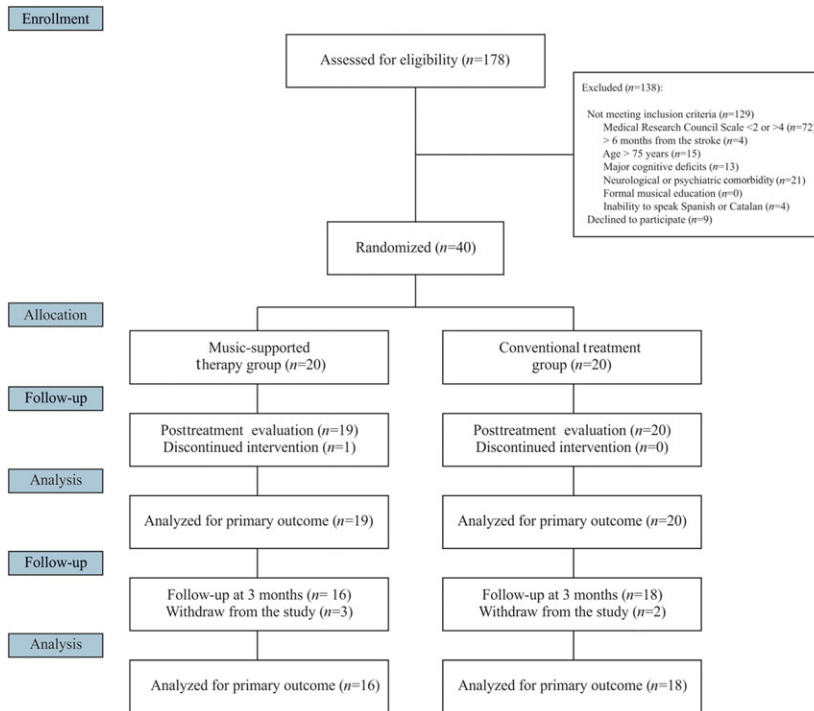 Enrollment
Assessed for eligibility (n=178)
Excluded (n=138):
Not meeting inclusion criteria (n=129)
Medical Research Council Scale <2 or >4 (n=72)
> 6 months from the stroke (n=4)
Age > 75 years (n=15)
Major cognitive deficits (n=13)
Neurological or psychiatric comorbidity (n=21)
Formal musical education (n=0)
Inability to speak Spanish or Catalan (n=4)
Declined to participate (n=9)
Randomized (n=40)
Allocation
Music-supported
therapy group (n=20)
Conventional treatment
group (n=20)
Follow-up
Posttreatment evaluation (n=19)
Discontinued intervention (n=1)
Posttreatment evaluation (n=20)
Discontinued intervention (n=0)
Analysis
Analyzed for primary outcome (n=19)
Analyzed for primary outcome (n=20)
Follow-up
Follow-up at 3 months (n= 16)
Withdraw from the study (n=3)
Follow-up at 3 months (n=18)
Withdraw from the study (n=2)
Analysis
Analyzed for primary outcome (n=16)
Analyzed for primary outcome (n=18)